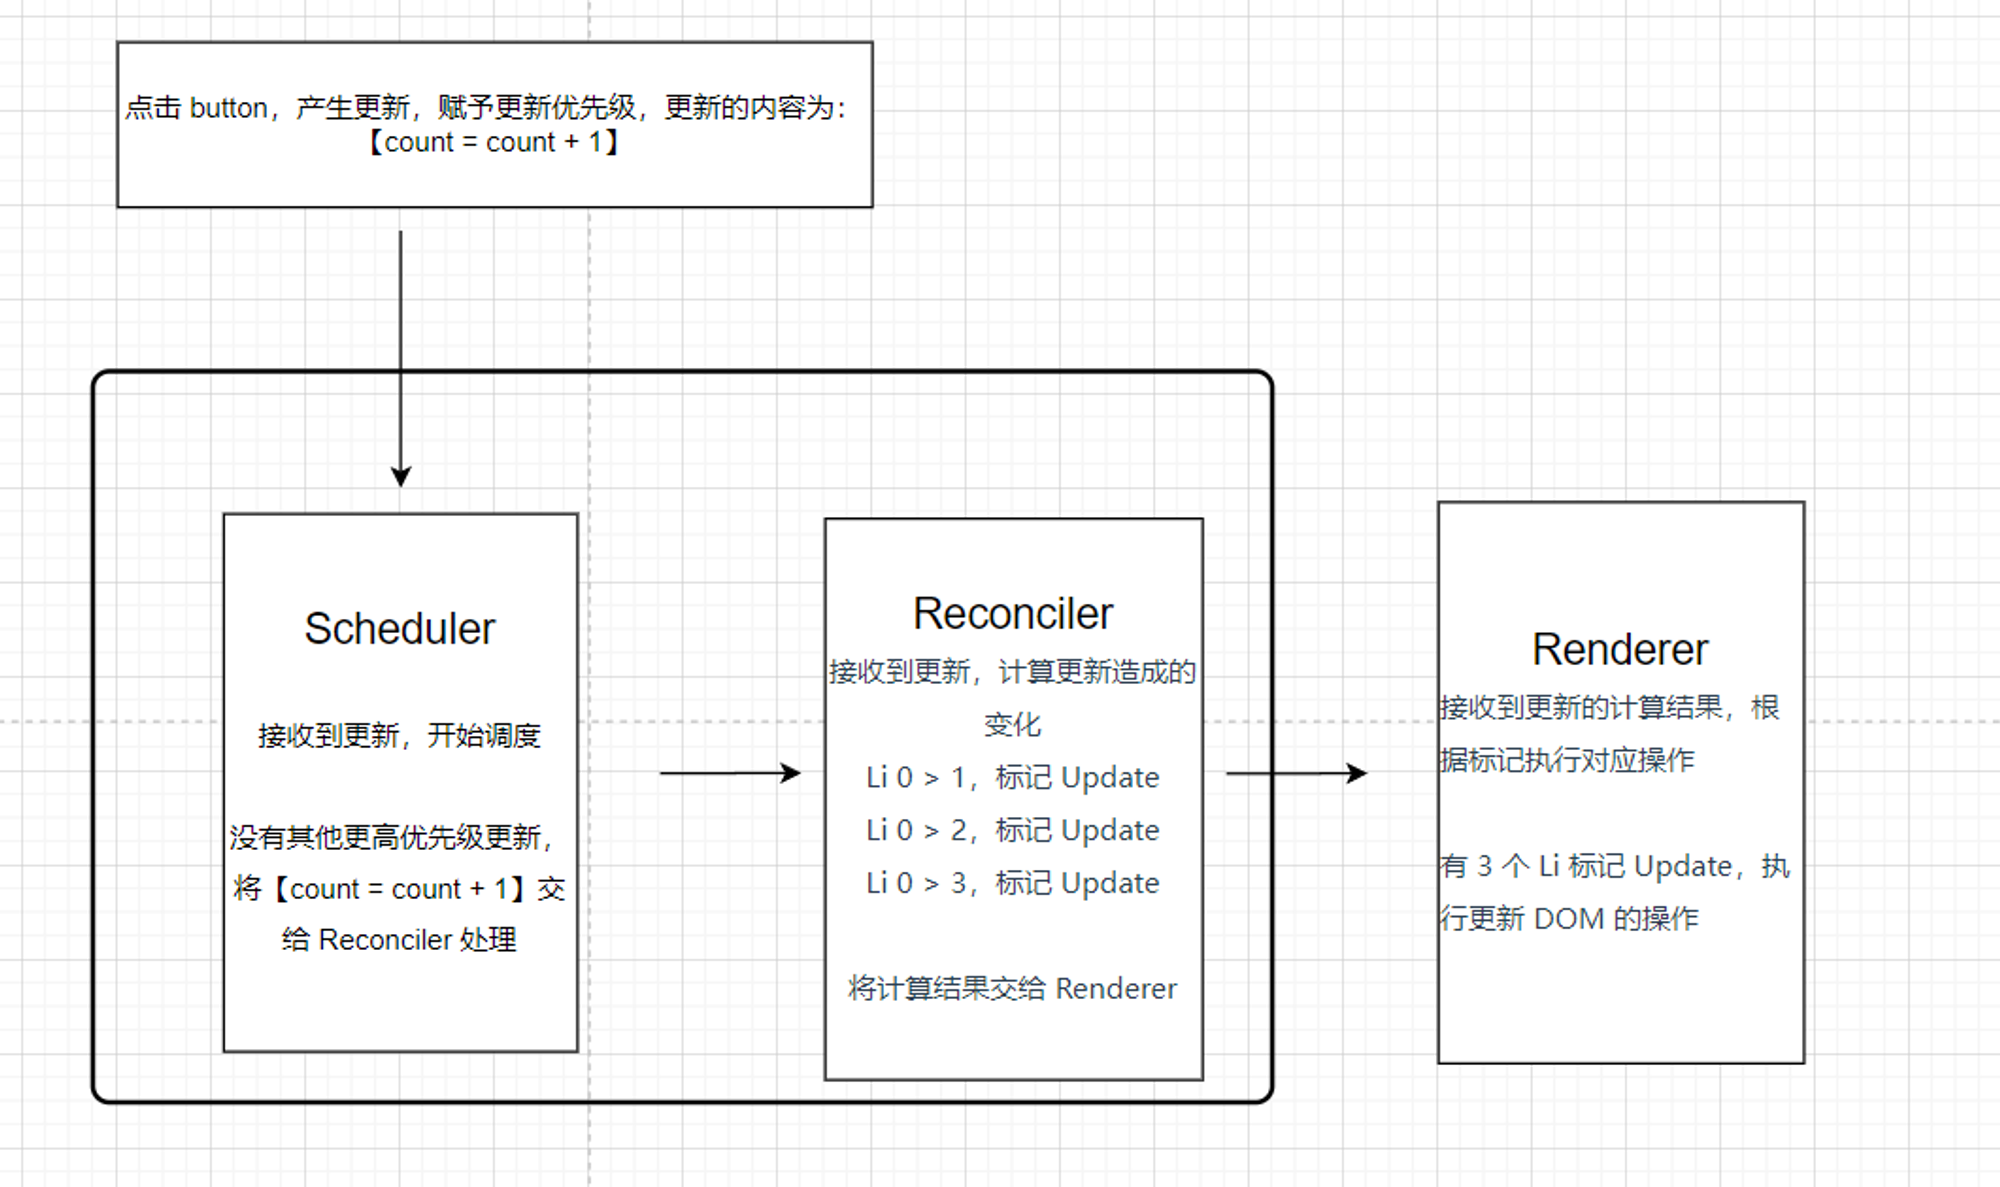 点击 button，产生更新，赋予更新优先级，更新的内容为：
【count = count + 1】
Scheduler
接收到更新，开始调度
没有其他更高优先级更新，
将【count = count + 1】交
给 Reconciler 处理
Reconciler
接收到更新，计算更新造成的
变化
Li 0 > 1，标记 Update
Li 0 > 2，标记 Update
Li 0 > 3，标记 Update
将计算结果交给 Renderer
Renderer
接收到更新的计算结果，根
据标记执行对应操作
有 3 个 Li 标记 Update，执
行更新 DOM 的操作